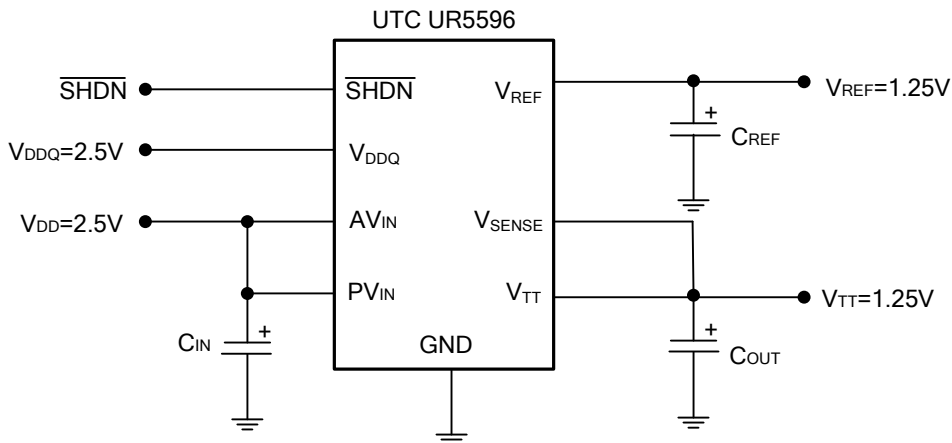 UTC UR5596
SHDN
SHDN
VREF
VREF=1.25V
+
CREF
VDDQ=2.5V
VDDQ
VDD=2.5V
AVIN
VSENSE
PVIN
VTT
VTT=1.25V
CIN
+
GND
+
COUT